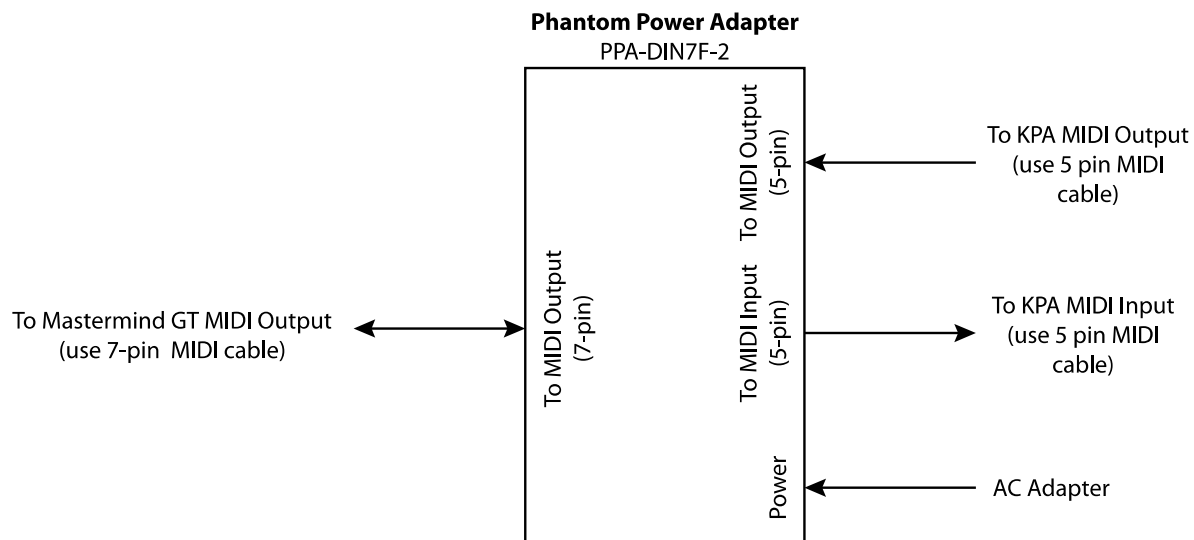 Phantom Power Adapter
PPA-DIN7F-2
To MIDI Output
(5-pin)
To KPA MIDI Output
(use 5 pin MIDI
cable)
To Mastermind GT MIDI Output
(use 7-pin MIDI cable)
To MIDI Output
(7-pin)
To MIDI Input
(5-pin)
To KPA MIDI Input
(use 5 pin MIDI
cable)
Power
AC Adapter